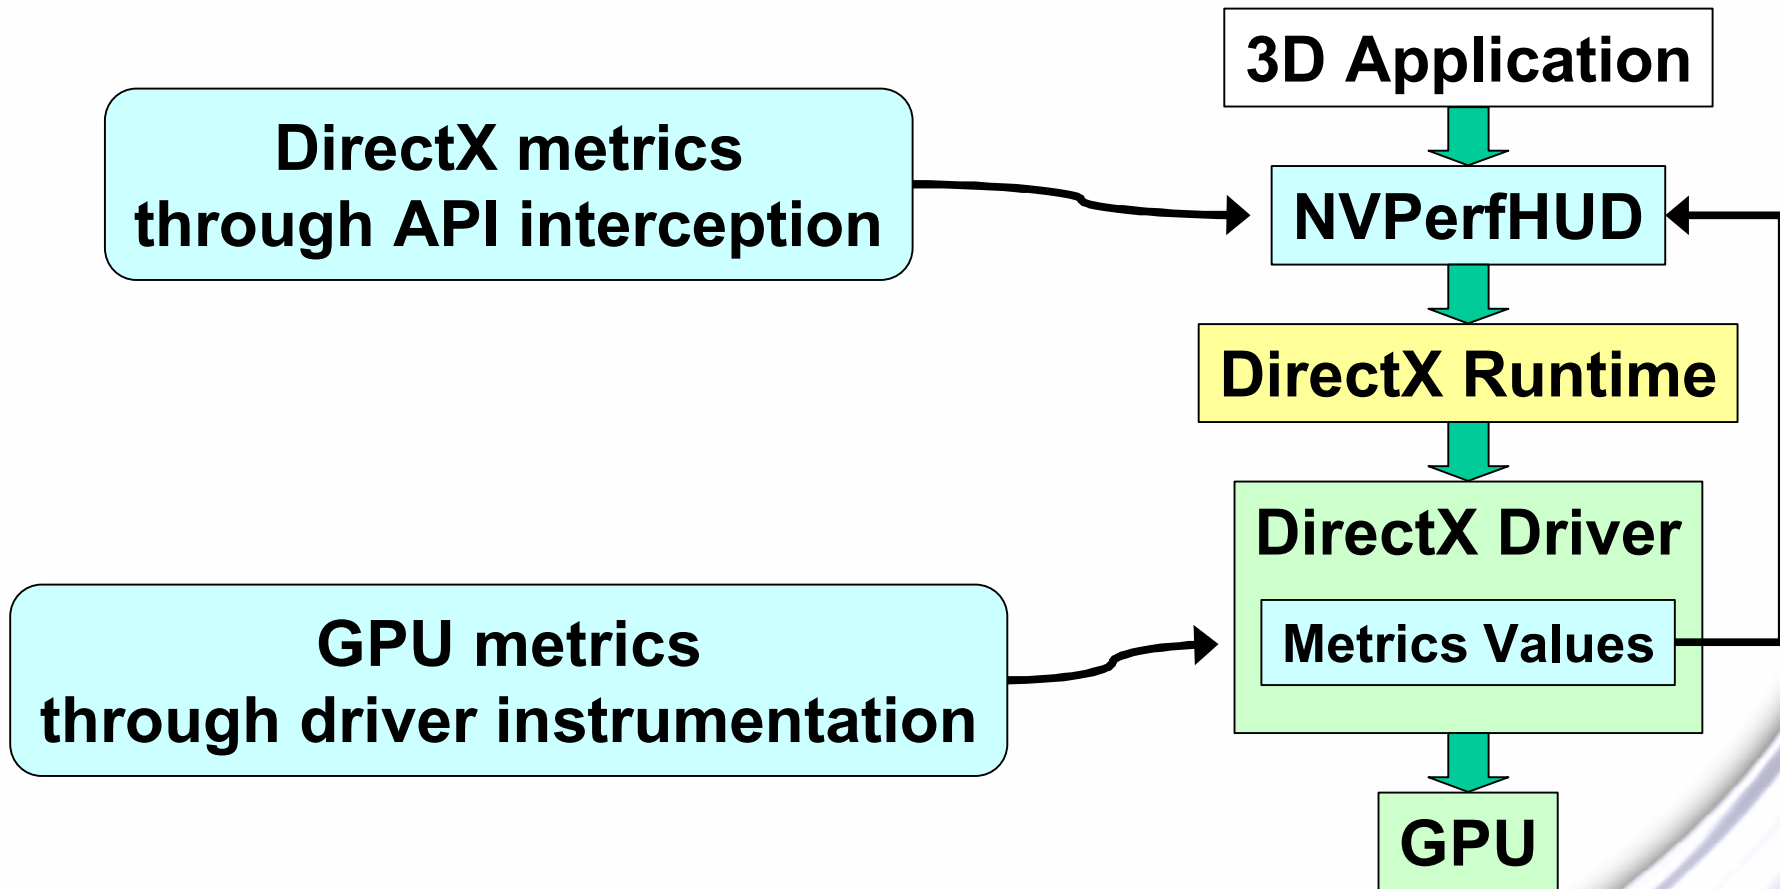 3D Application
DirectX metrics
through API interception
NVPerfHUD
DirectX Runtime
DirectX Driver
Metrics Values
GPU metrics
through driver instrumentation
GPU